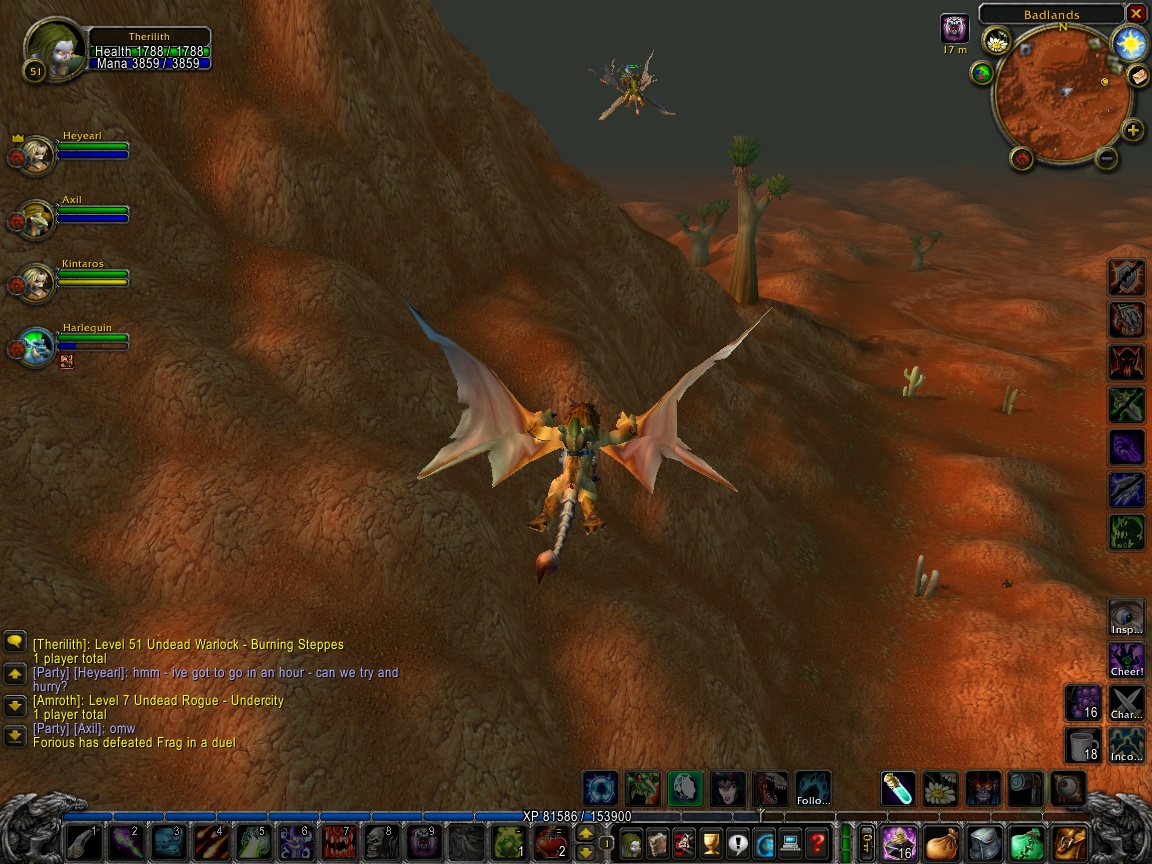 Therilith
Health 1788 / 1788
Mana 3859 / 3859
51
Badlands
N
17 m
Heyearl
Axil
Kintaros
Harlequin
Insp...
Cheer!
16
Char...
18
Inco...
[Therilith]: Level 51 Undead Warlock - Burning Steppes
1 player total
[Party] [Heyearl]: hmm - ive got to go in an hour - can we try and
hurry?
[Amroth]: Level 7 Undead Rogue - Undercity
1 player total
[Party] [Axil]: omw
Forious has defeated Frag in a duel
Follo...
XP 81586 / 153900
1 2 3 4 5 6 7 8 9 1 2 1 16